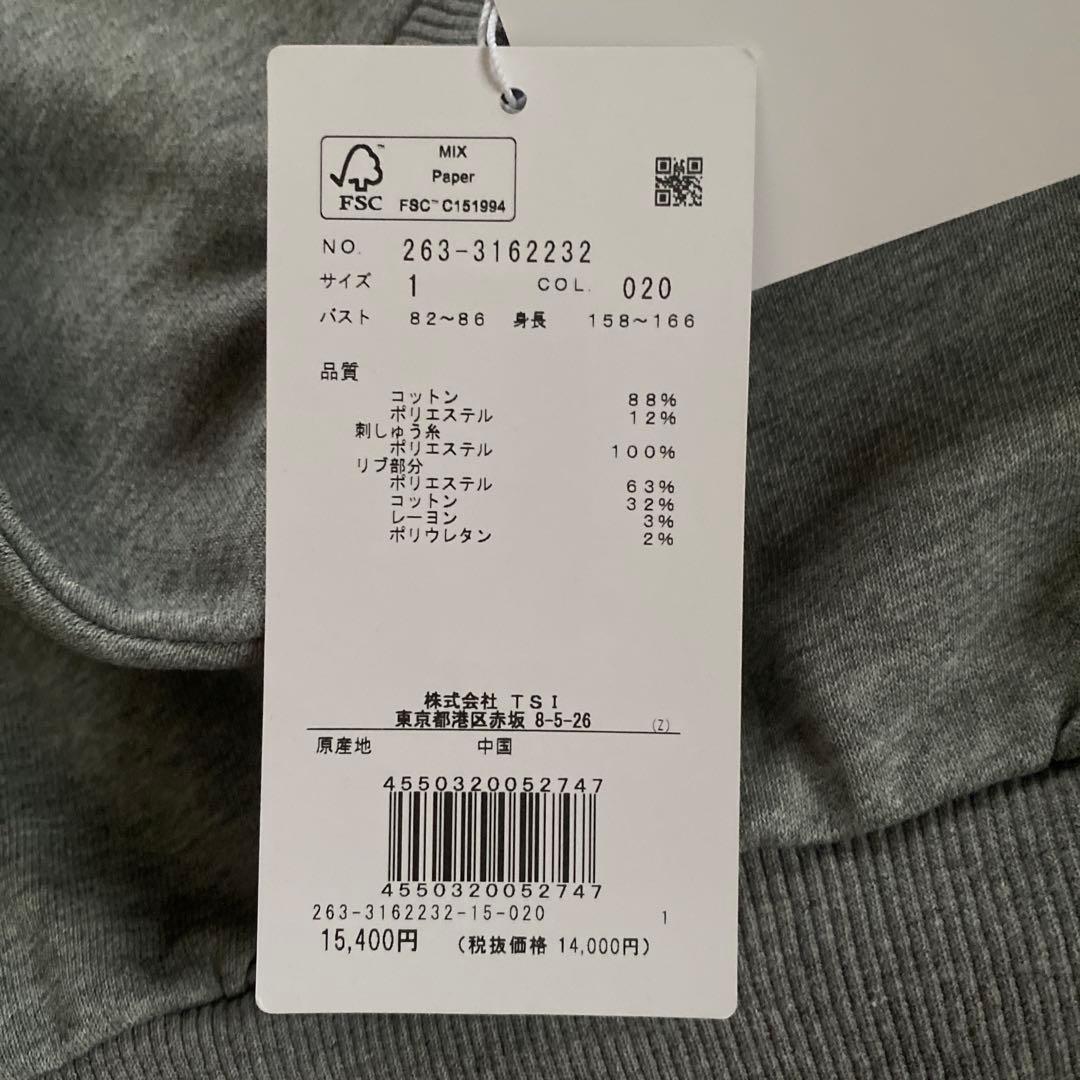 MIX
Paper
FSC™ C151994
FSC™
NO. 263-3162232
サイズ 1 COL. 020
バスト 82～86 身長 158～166
品質
コットン 88%
ポリエステル 12%
刺しゅう糸
ポリエステル 100%
リブ部分
ポリエステル 63%
コットン 32%
レーヨン 3%
ポリウレタン 2%
株式会社 TSI
東京都港区赤坂 8-5-26 (Z)
原産地 中国
4550320052747
4550320052747
263-3162232-15-020 1
15,400円 (税抜価格 14,000円)